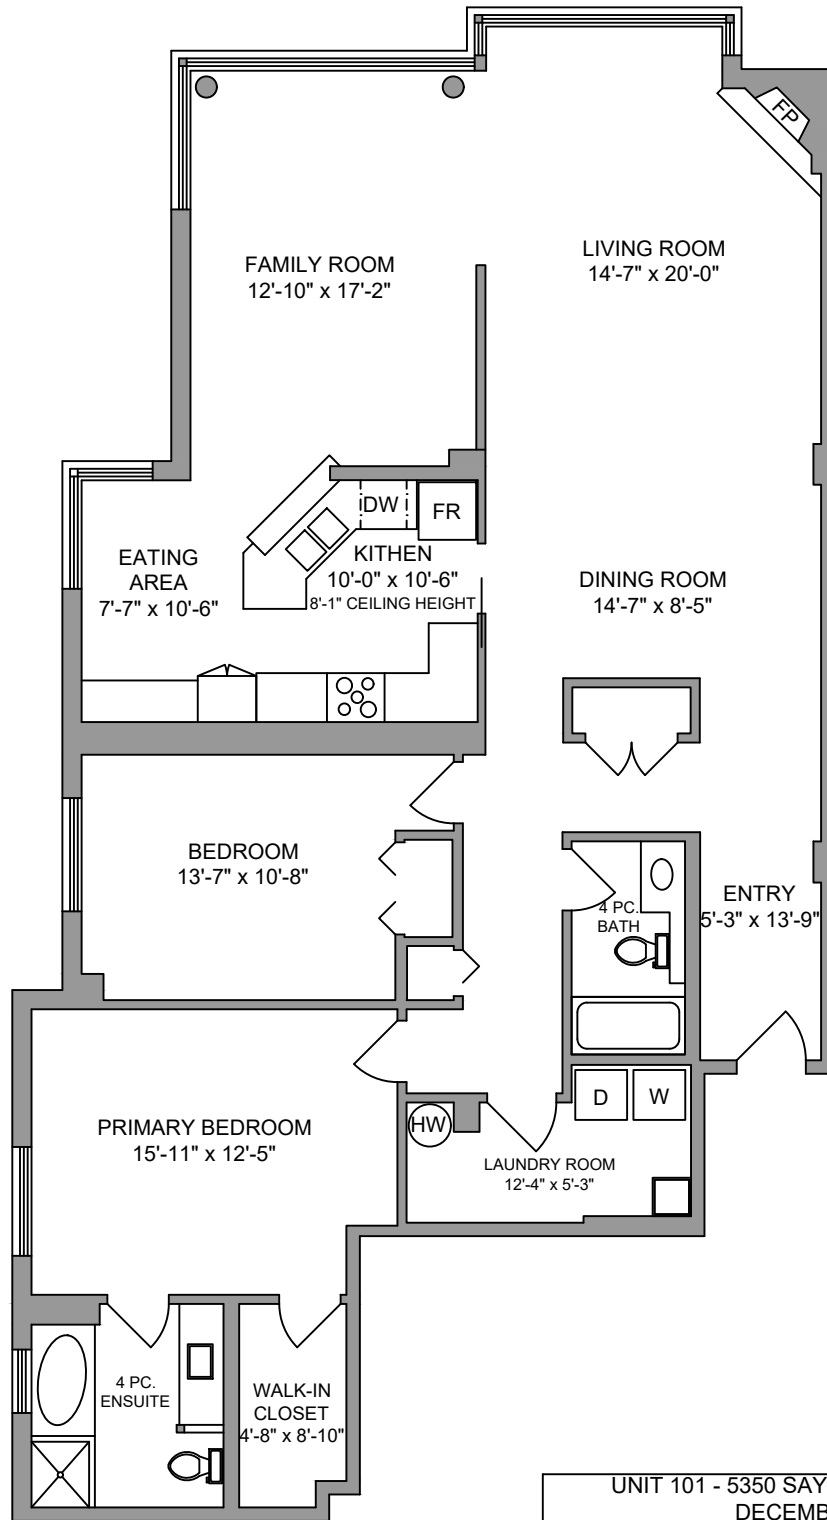 FP
FAMILY ROOM
12'-10" x 17'-2"
LIVING ROOM
14'-7" x 20'-0"
DW
FR
EATING
AREA
7'-7" x 10'-6"
KITHEN
10'-0" x 10'-6"
8'-1" CEILING HEIGHT
DINING ROOM
14'-7" x 8'-5"
BEDROOM
13'-7" x 10'-8"
4 PC.
BATH
ENTRY
5'-3" x 13'-9"
PRIMARY BEDROOM
15'-11" x 12'-5"
HW
D
W
LAUNDRY ROOM
12'-4" x 5'-3"
4 PC.
ENSUITE
WALK-IN
CLOSET
4'-8" x 8'-10"
UNIT 101 - 5350 SAY
DECEMB